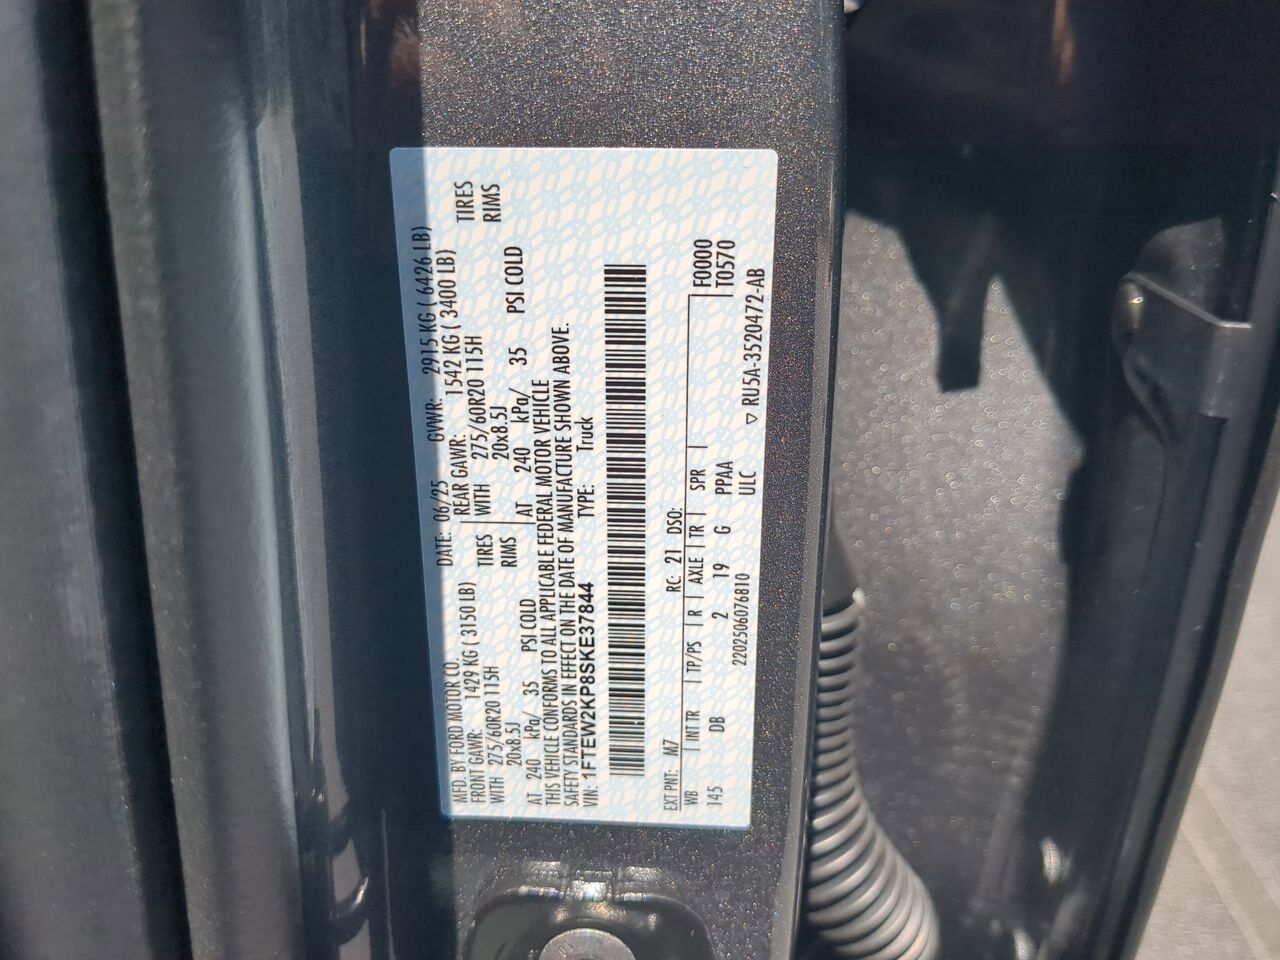 MFD. BY FORD MOTOR CO.
DATE: 06/25 GVWR: 2915 KG ( 6426 LB)
FRONT GAWR: 1429 KG ( 3150 LB) REAR GAWR: 1542 KG ( 3400 LB)
WITH 275/60R20 115H TIRES WITH 275/60R20 115H TIRES
20x8.5J RIMS 20x8.5J RIMS
AT 240 kPa/ 35 PSI COLD AT 240 kPa/ 35 PSI COLD
THIS VEHICLE CONFORMS TO ALL APPLICABLE FEDERAL MOTOR VEHICLE
SAFETY STANDARDS IN EFFECT ON THE DATE OF MANUFACTURE SHOWN ABOVE.
VIN: 1FTEW2KP8SKE37844 TYPE: Truck
EXT PNT: M7 RC: 21 DSO:
WB INT TR TP/PS R AXLE TR SPR F0000
145 DB 2 19 G PPAA T0570
2202506076810 ULC ▽ RU5A-3520472-AB